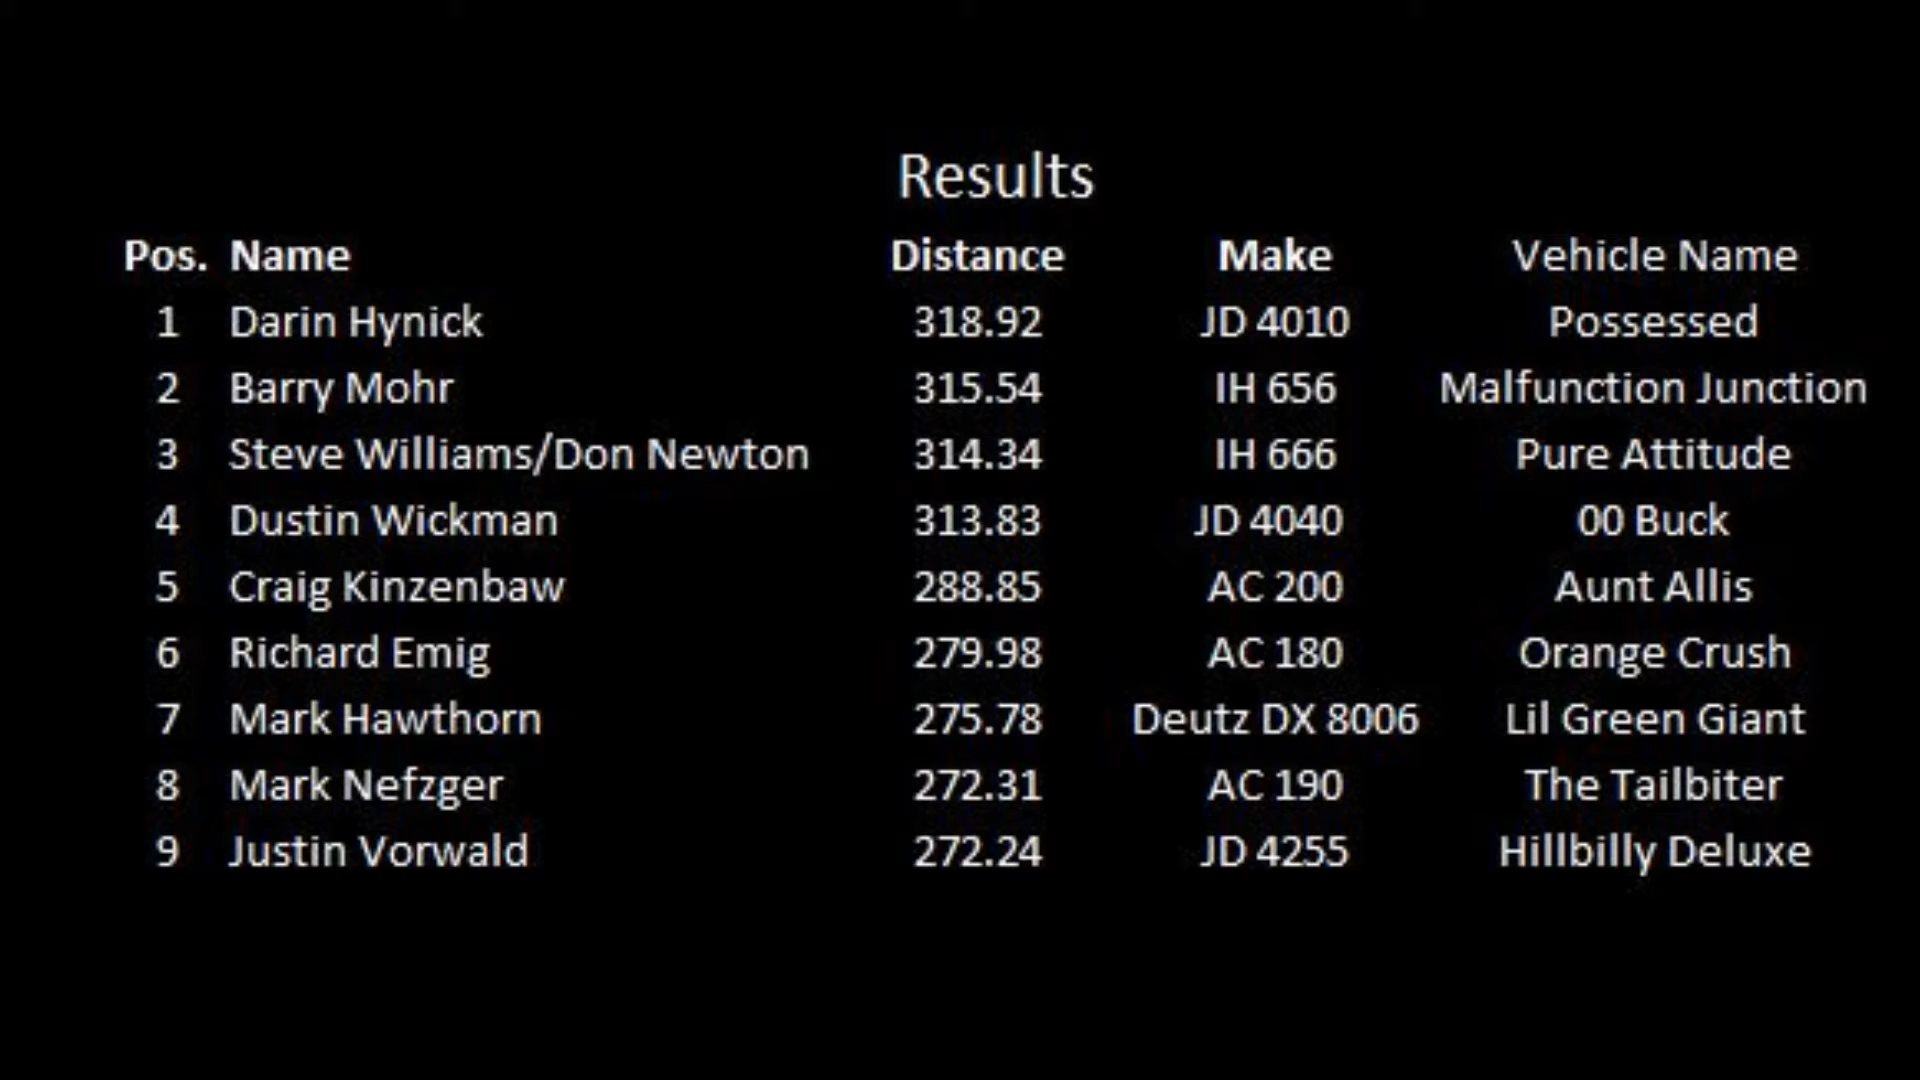 Results
Pos. Name Distance Make Vehicle Name
1 Darin Hynick 318.92 JD 4010 Possessed
2 Barry Mohr 315.54 IH 656 Malfunction Junction
3 Steve Williams/Don Newton 314.34 IH 666 Pure Attitude
4 Dustin Wickman 313.83 JD 4040 00 Buck
5 Craig Kinzenbaw 288.85 AC 200 Aunt Allis
6 Richard Emig 279.98 AC 180 Orange Crush
7 Mark Hawthorn 275.78 Deutz DX 8006 Lil Green Giant
8 Mark Nefzger 272.31 AC 190 The Tailbiter
9 Justin Vorwald 272.24 JD 4255 Hillbilly Deluxe